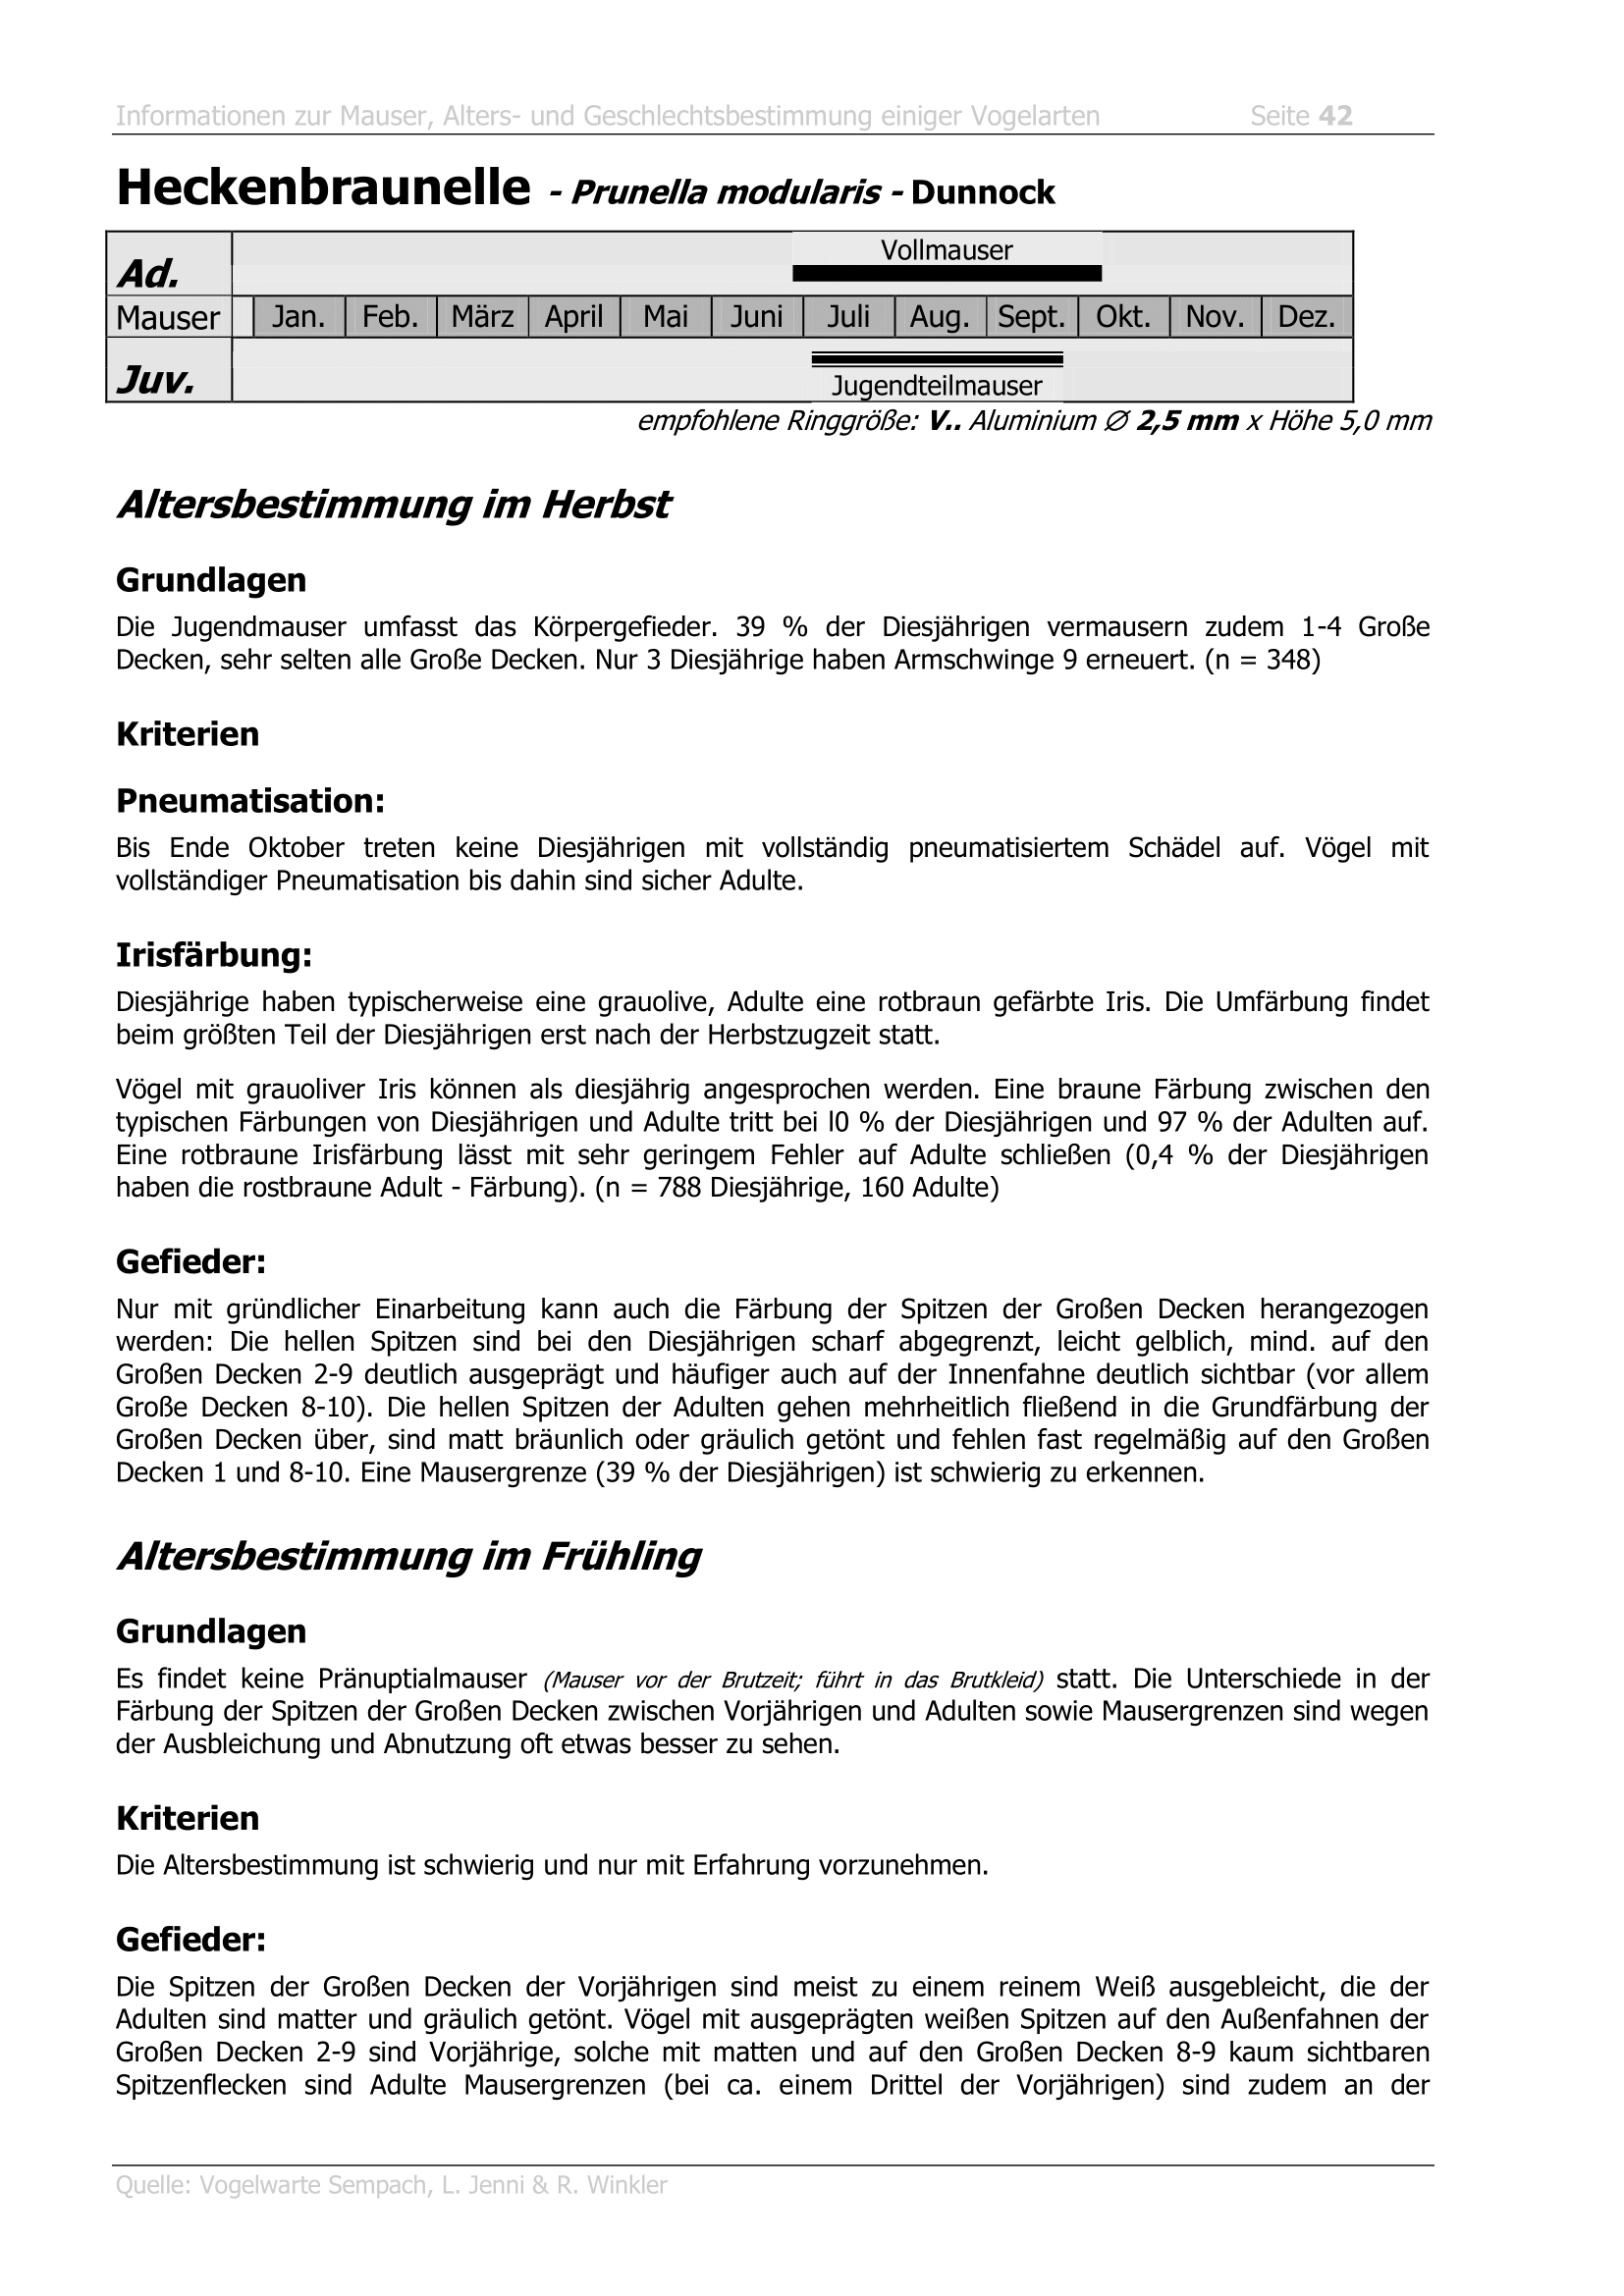 Informationen zur Mauser, Alters- und Geschlechtsbestimmung einiger Vogelarten Seite 42
Heckenbraunelle - Prunella modularis - Dunnock
Vollmauser
Ad.
Mauser Jan. Feb. März April Mai Juni Juli Aug. Sept. Okt. Nov. Dez.
Juv.
Jugendteilmauser
empfohlene Ringgröße: V.. Aluminium ∅ 2,5 mm x Höhe 5,0 mm
Altersbestimmung im Herbst
Grundlagen
Die Jugendmauser umfasst das Körpergefieder. 39 % der Diesjährigen vermausern zudem 1-4 Große
Decken, sehr selten alle Große Decken. Nur 3 Diesjährige haben Armschwinge 9 erneuert. (n = 348)
Kriterien
Pneumatisation:
Bis Ende Oktober treten keine Diesjährigen mit vollständig pneumatisiertem Schädel auf. Vögel mit
vollständiger Pneumatisation bis dahin sind sicher Adulte.
Irisfärbung:
Diesjährige haben typischerweise eine grauolive, Adulte eine rotbraun gefärbte Iris. Die Umfärbung findet
beim größten Teil der Diesjährigen erst nach der Herbstzugzeit statt.
Vögel mit grauoliver Iris können als diesjährig angesprochen werden. Eine braune Färbung zwischen den
typischen Färbungen von Diesjährigen und Adulte tritt bei l0 % der Diesjährigen und 97 % der Adulten auf.
Eine rotbraune Irisfärbung lässt mit sehr geringem Fehler auf Adulte schließen (0,4 % der Diesjährigen
haben die rostbraune Adult - Färbung). (n = 788 Diesjährige, 160 Adulte)
Gefieder:
Nur mit gründlicher Einarbeitung kann auch die Färbung der Spitzen der Großen Decken herangezogen
werden: Die hellen Spitzen sind bei den Diesjährigen scharf abgegrenzt, leicht gelblich, mind. auf den
Großen Decken 2-9 deutlich ausgeprägt und häufiger auch auf der Innenfahne deutlich sichtbar (vor allem
Große Decken 8-10). Die hellen Spitzen der Adulten gehen mehrheitlich fließend in die Grundfärbung der
Großen Decken über, sind matt bräunlich oder gräulich getönt und fehlen fast regelmäßig auf den Großen
Decken 1 und 8-10. Eine Mausergrenze (39 % der Diesjährigen) ist schwierig zu erkennen.
Altersbestimmung im Frühling
Grundlagen
Es findet keine Pränuptialmauser (Mauser vor der Brutzeit; führt in das Brutkleid) statt. Die Unterschiede in der
Färbung der Spitzen der Großen Decken zwischen Vorjährigen und Adulten sowie Mausergrenzen sind wegen
der Ausbleichung und Abnutzung oft etwas besser zu sehen.
Kriterien
Die Altersbestimmung ist schwierig und nur mit Erfahrung vorzunehmen.
Gefieder:
Die Spitzen der Großen Decken der Vorjährigen sind meist zu einem reinem Weiß ausgebleicht, die der
Adulten sind matter und gräulich getönt. Vögel mit ausgeprägten weißen Spitzen auf den Außenfahnen der
Großen Decken 2-9 sind Vorjährige, solche mit matten und auf den Großen Decken 8-9 kaum sichtbaren
Spitzenflecken sind Adulte Mausergrenzen (bei ca. einem Drittel der Vorjährigen) sind zudem an der
Quelle: Vogelwarte Sempach, L. Jenni & R. Winkler